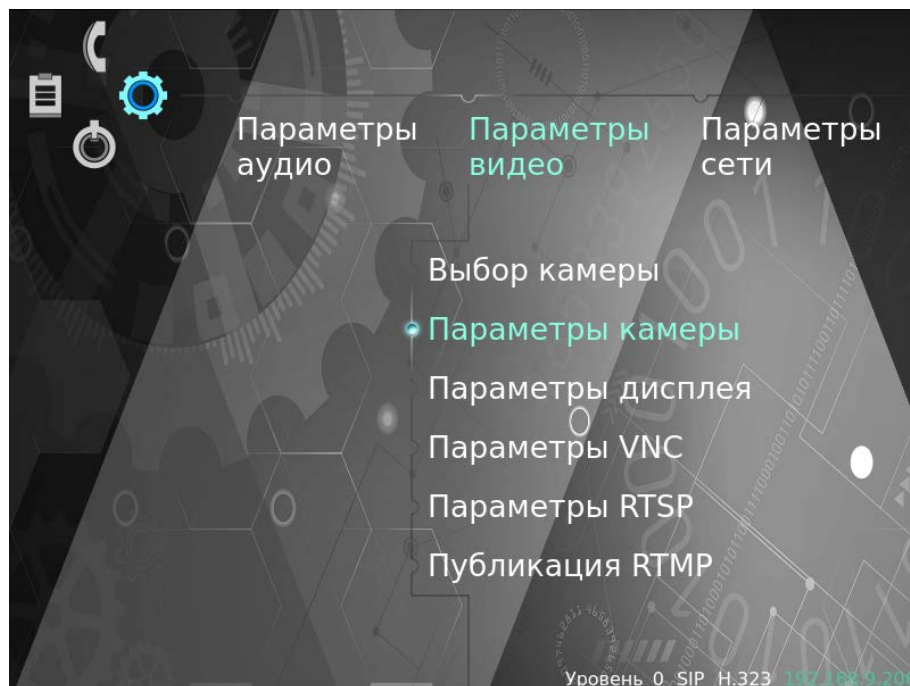 Параметры аудио
Параметры видео
Параметры сети
Выбор камеры
Параметры камеры
Параметры дисплея
Параметры VNC
Параметры RTSP
Публикация RTMP
Уровень 0 SIP H.323